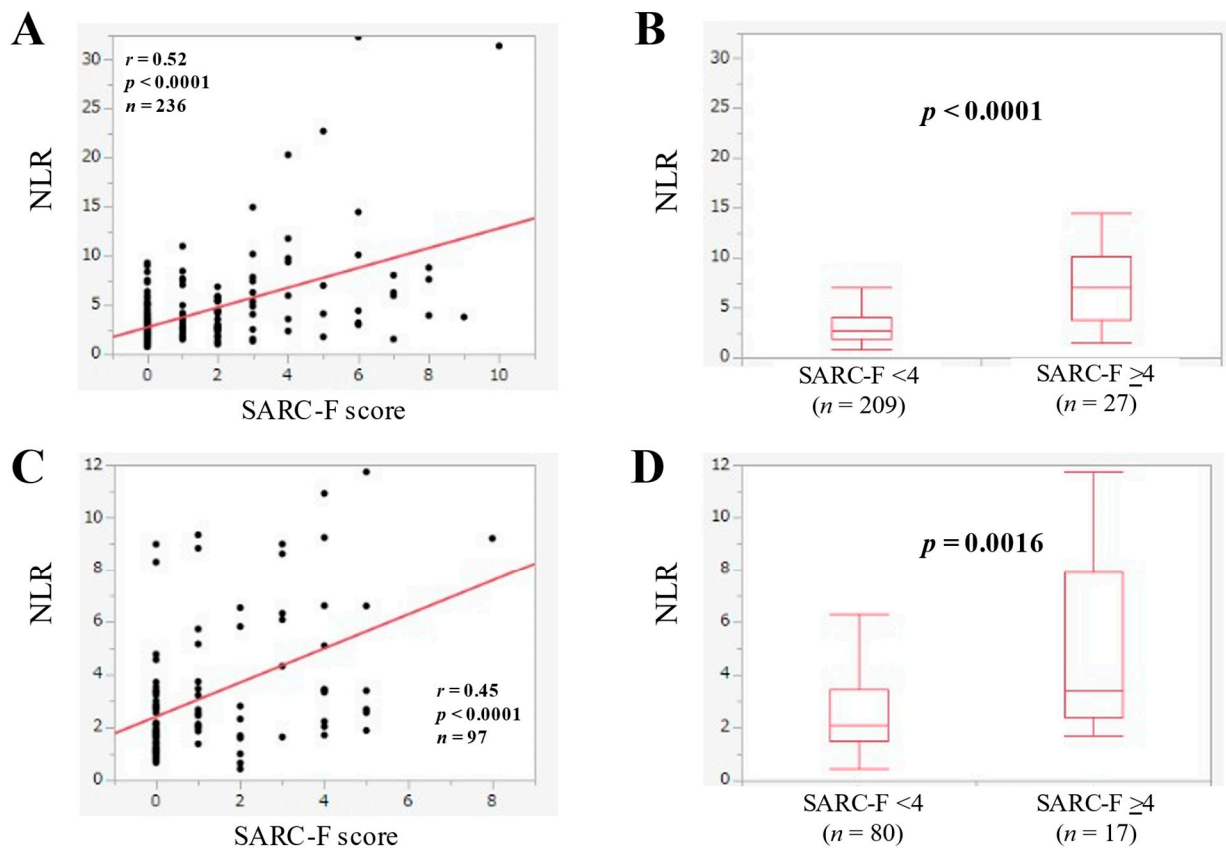 A
r = 0.52
p < 0.0001
n = 236
NLR
30
25
20
15
10
5
0
0 2 4 6 8 10
SARC-F score
B
p < 0.0001
NLR
30
25
20
15
10
5
0
SARC-F <4
(n = 209)
SARC-F ≥4
(n = 27)
C
NLR
12
10
8
6
4
2
0
r = 0.45
p < 0.0001
n = 97
0 2 4 6 8
SARC-F score
D
p = 0.0016
NLR
12
10
8
6
4
2
0
SARC-F <4
(n = 80)
SARC-F ≥4
(n = 17)